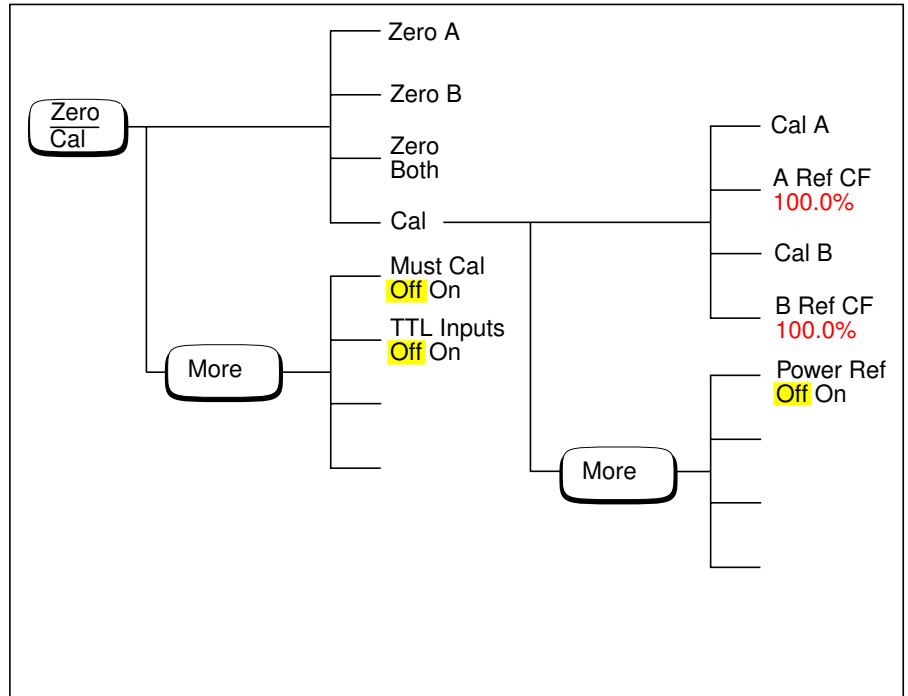 Zero
Cal
Zero A
Zero B
Zero
Both
Cal
More
Must Cal
Off On
TTL Inputs
Off On
Cal A
A Ref CF
100.0%
Cal B
B Ref CF
100.0%
More
Power Ref
Off On